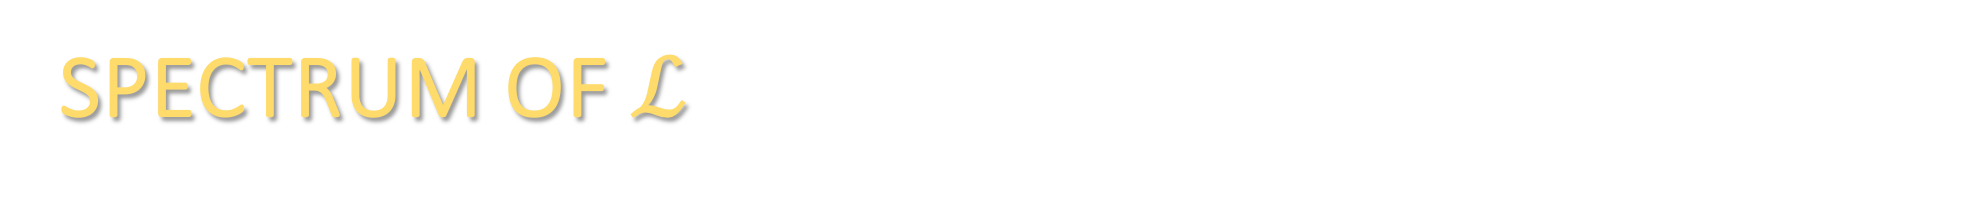 SPECTRUM OF ℒ